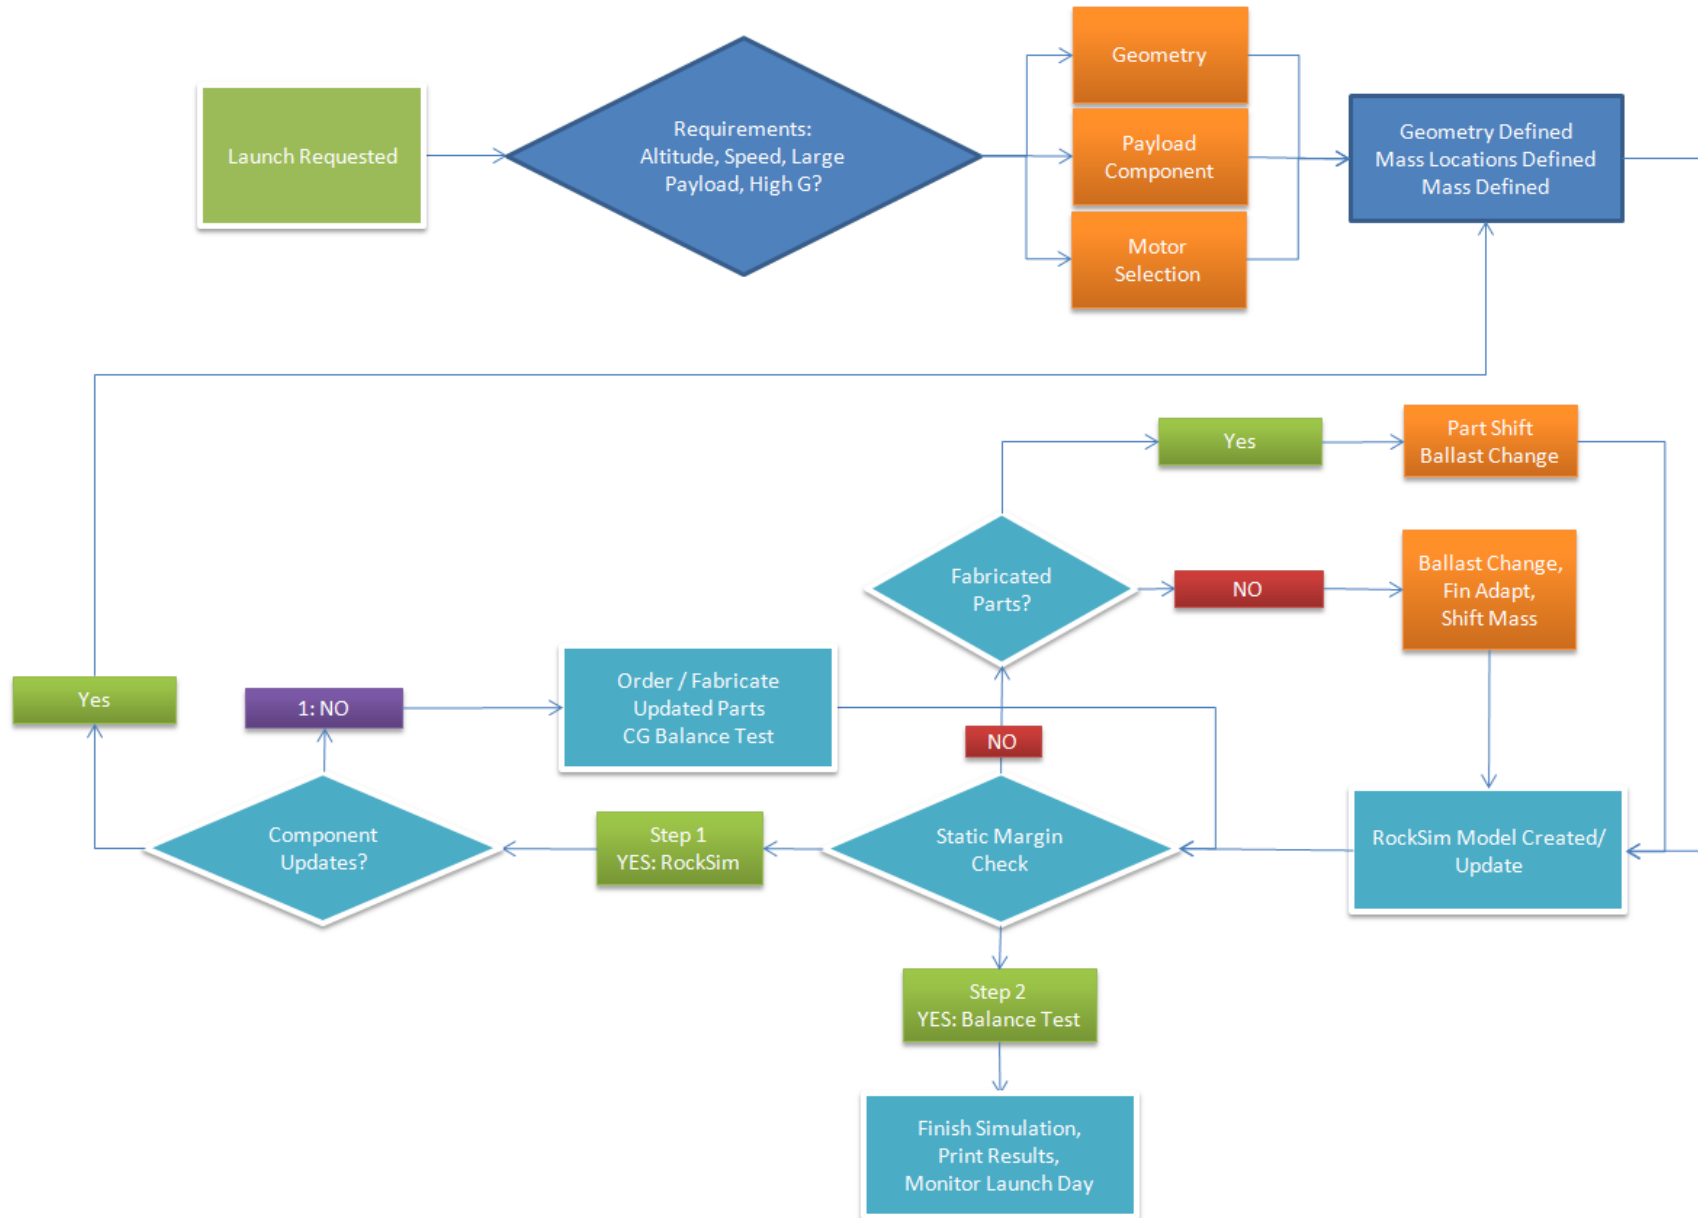 Launch Requested
Requirements:
Altitude, Speed, Large
Payload, High G?
Geometry
Payload
Component
Motor
Selection
Geometry Defined
Mass Locations Defined
Mass Defined
Yes
Part Shift
Ballast Change
Fabricated
Parts?
NO
Ballast Change,
Fin Adapt,
Shift Mass
Yes
1: NO
Order / Fabricate
Updated Parts
CG Balance Test
NO
Component
Updates?
Step 1
YES: RockSim
Static Margin
Check
RockSim Model Created/
Update
Step 2
YES: Balance Test
Finish Simulation,
Print Results,
Monitor Launch Day